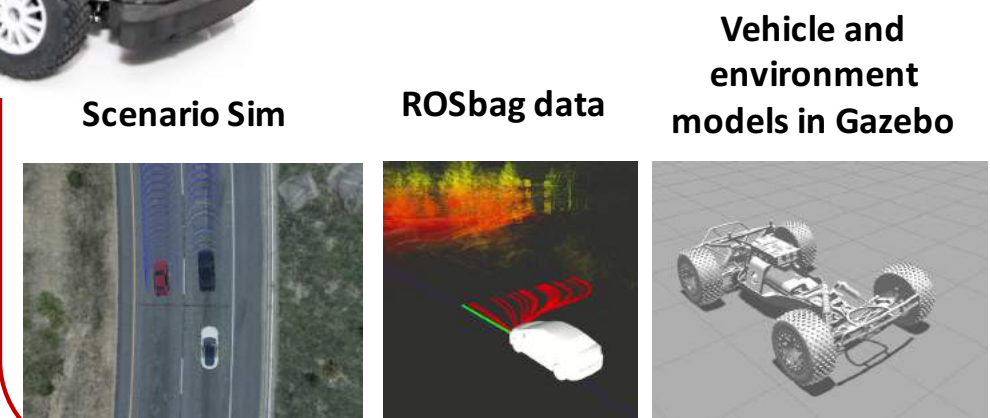 Scenario Sim
ROSbag data
Vehicle and
environment
models in Gazebo